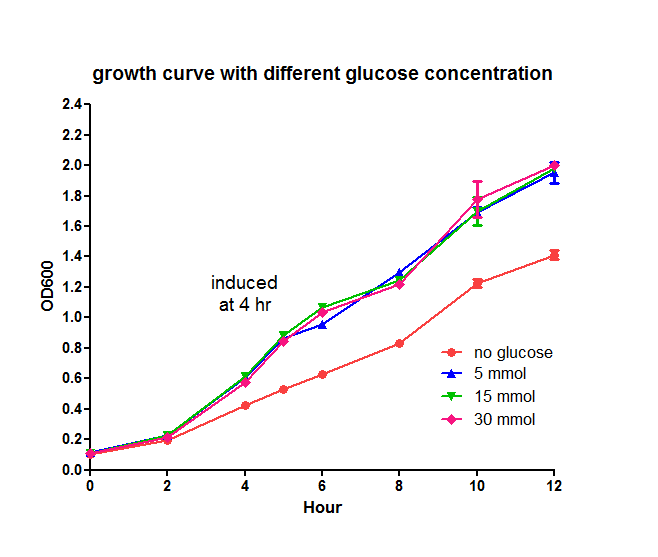 growth curve with different glucose concentration
2.4
2.2
2.0
1.8
1.6
1.4
1.2
1.0
0.8
0.6
0.4
0.2
0.0
OD600
induced
at 4 hr
no glucose
5 mmol
15 mmol
30 mmol
0 2 4 6 8 10 12
Hour